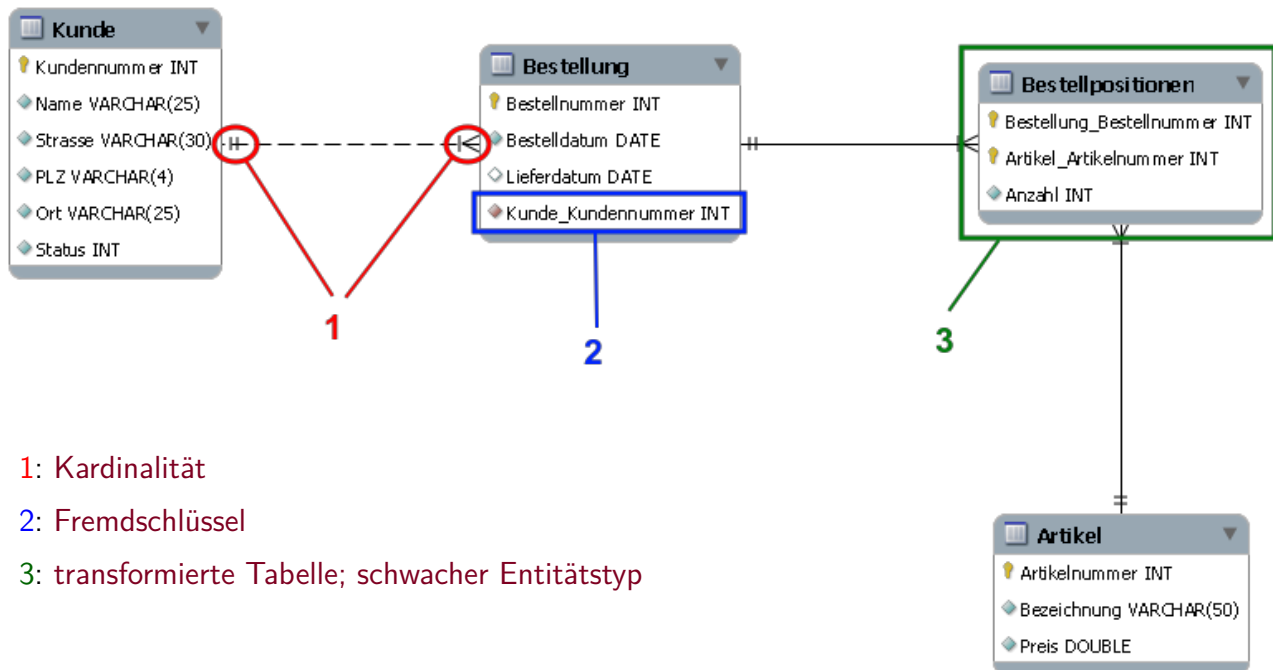 Kunde
Kundennummer INT
Name VARCHAR(25)
Strasse VARCHAR(30)
PLZ VARCHAR(4)
Ort VARCHAR(25)
Status INT
Bestellung
Bestellnummer INT
Bestelldatum DATE
Lieferdatum DATE
Kunde_Kundennummer INT
Bestellpositionen
Bestellung_Bestellnummer INT
Artikel_Artikelnummer INT
Anzahl INT
1
2
3
1: Kardinalität
2: Fremdschlüssel
3: transformierte Tabelle; schwacher Entitätstyp
Artikel
Artikelnummer INT
Bezeichnung VARCHAR(50)
Preis DOUBLE